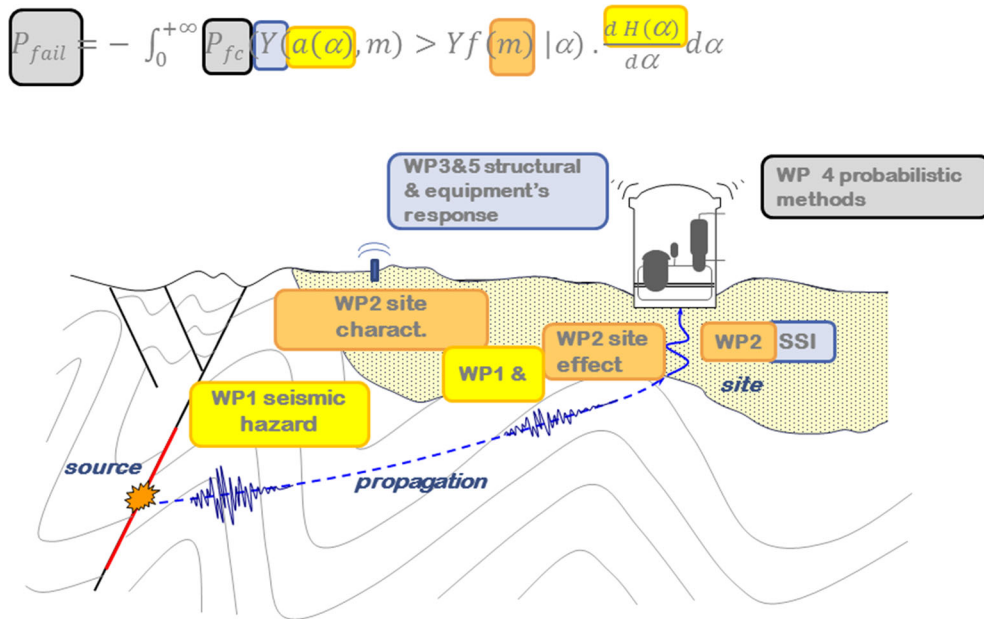 P_fail = − ∫_0^{+∞} P_fc (Y(a(α), m) > Yf(m) |α) . d H(α)/dα dα
WP3&5 structural
& equipment's
response
WP 4 probabilistic
methods
WP2 site
charact.
WP2 site
effect
WP2
SSI
WP1 &
site
WP1 seismic
hazard
source
propagation